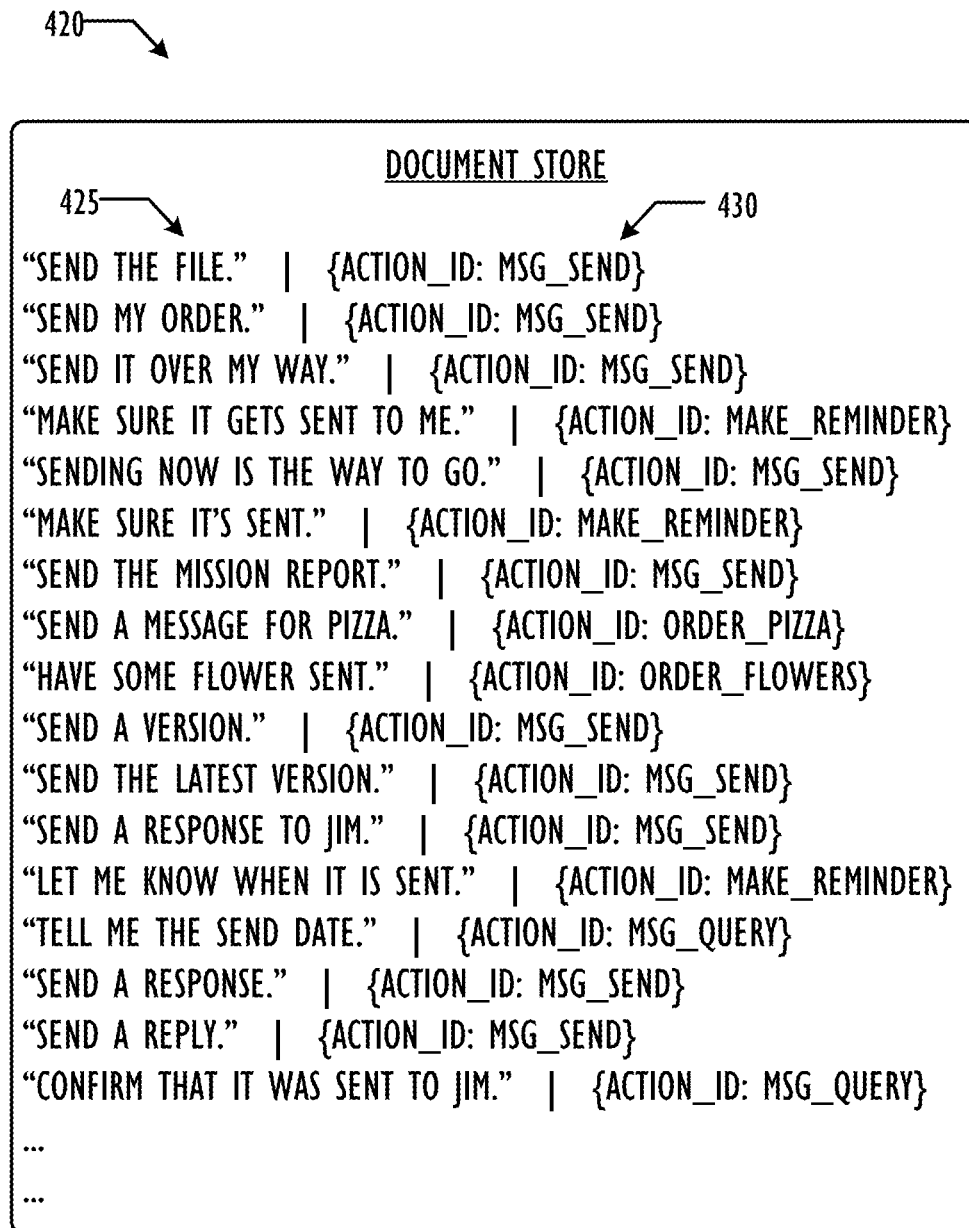 420
DOCUMENT STORE
425 430
“SEND THE FILE.” | {ACTION_ID: MSG_SEND}
“SEND MY ORDER.” | {ACTION_ID: MSG_SEND}
“SEND IT OVER MY WAY.” | {ACTION_ID: MSG_SEND}
“MAKE SURE IT GETS SENT TO ME.” | {ACTION_ID: MAKE_REMINDER}
“SENDING NOW IS THE WAY TO GO.” | {ACTION_ID: MSG_SEND}
“MAKE SURE IT’S SENT.” | {ACTION_ID: MAKE_REMINDER}
“SEND THE MISSION REPORT.” | {ACTION_ID: MSG_SEND}
“SEND A MESSAGE FOR PIZZA.” | {ACTION_ID: ORDER_PIZZA}
“HAVE SOME FLOWER SENT.” | {ACTION_ID: ORDER_FLOWERS}
“SEND A VERSION.” | {ACTION_ID: MSG_SEND}
“SEND THE LATEST VERSION.” | {ACTION_ID: MSG_SEND}
“SEND A RESPONSE TO JIM.” | {ACTION_ID: MSG_SEND}
“LET ME KNOW WHEN IT IS SENT.” | {ACTION_ID: MAKE_REMINDER}
“TELL ME THE SEND DATE.” | {ACTION_ID: MSG_QUERY}
“SEND A RESPONSE.” | {ACTION_ID: MSG_SEND}
“SEND A REPLY.” | {ACTION_ID: MSG_SEND}
“CONFIRM THAT IT WAS SENT TO JIM.” | {ACTION_ID: MSG_QUERY}
...
...